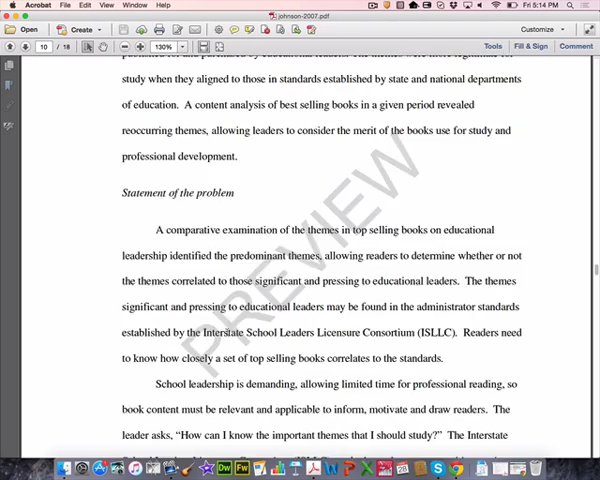 Acrobat File Edit View Window Help Fri 5:14 PM
johnson-2007.pdf
Open Create Customize
10 / 18 130% Tools Fill & Sign Comment
study when they aligned to those in standards established by state and national departments
of education. A content analysis of best selling books in a given period revealed
reoccurring themes, allowing leaders to consider the merit of the books use for study and
professional development.
Statement of the problem
A comparative examination of the themes in top selling books on educational
leadership identified the predominant themes, allowing readers to determine whether or not
the themes correlated to those significant and pressing to educational leaders. The themes
significant and pressing to educational leaders may be found in the administrator standards
established by the Interstate School Leaders Licensure Consortium (ISLLC). Readers need
to know how closely a set of top selling books correlates to the standards.
School leadership is demanding, allowing limited time for professional reading, so
book content must be relevant and applicable to inform, motivate and draw readers. The
leader asks, “How can I know the important themes that I should study?” The Interstate
PREVIEW
Dw Fw